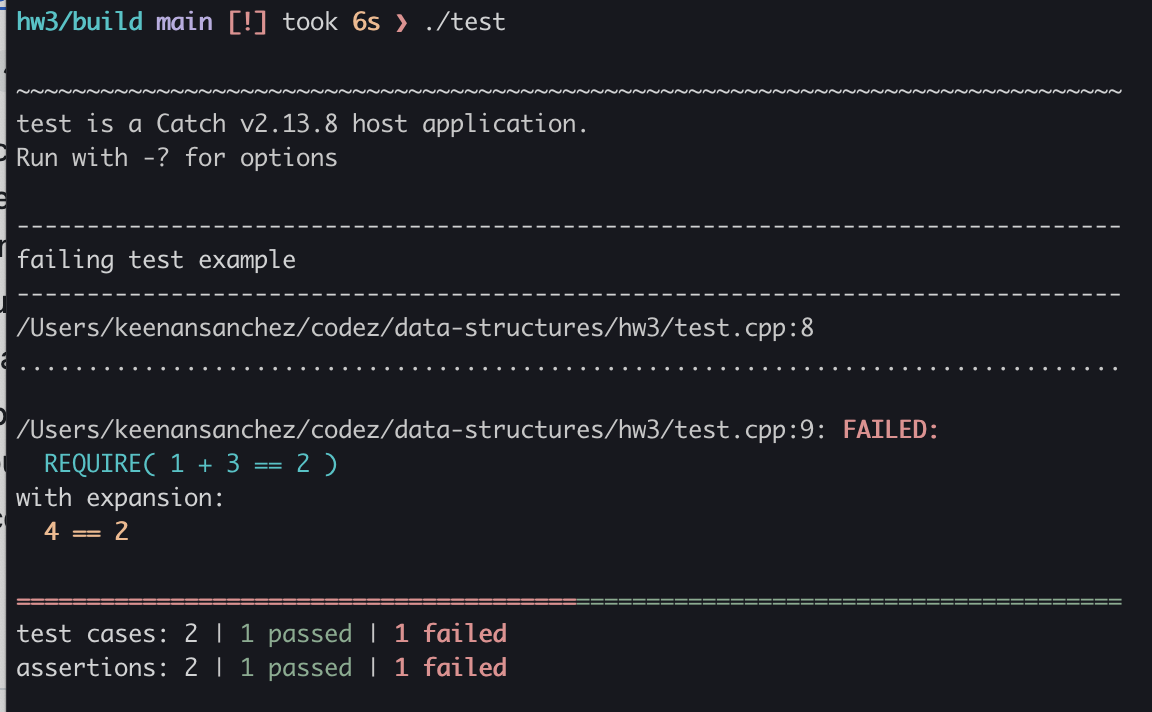 hw3/build main [!] took 6s ❯ ./test
~~~~~~~~~~~~~~~~~~~~~~~~~~~~~~~~~~~~~~~~~~~~~~~~~~~~~~~~~~~~~~~~~~~~~~~~~~~~~~~
test is a Catch v2.13.8 host application.
Run with -? for options
-------------------------------------------------------------------------------
failing test example
-------------------------------------------------------------------------------
/Users/keenansanchez/codez/data-structures/hw3/test.cpp:8
...............................................................................
/Users/keenansanchez/codez/data-structures/hw3/test.cpp:9: FAILED:
  REQUIRE( 1 + 3 == 2 )
with expansion:
  4 == 2
===============================================================================
test cases: 2 | 1 passed | 1 failed
assertions: 2 | 1 passed | 1 failed